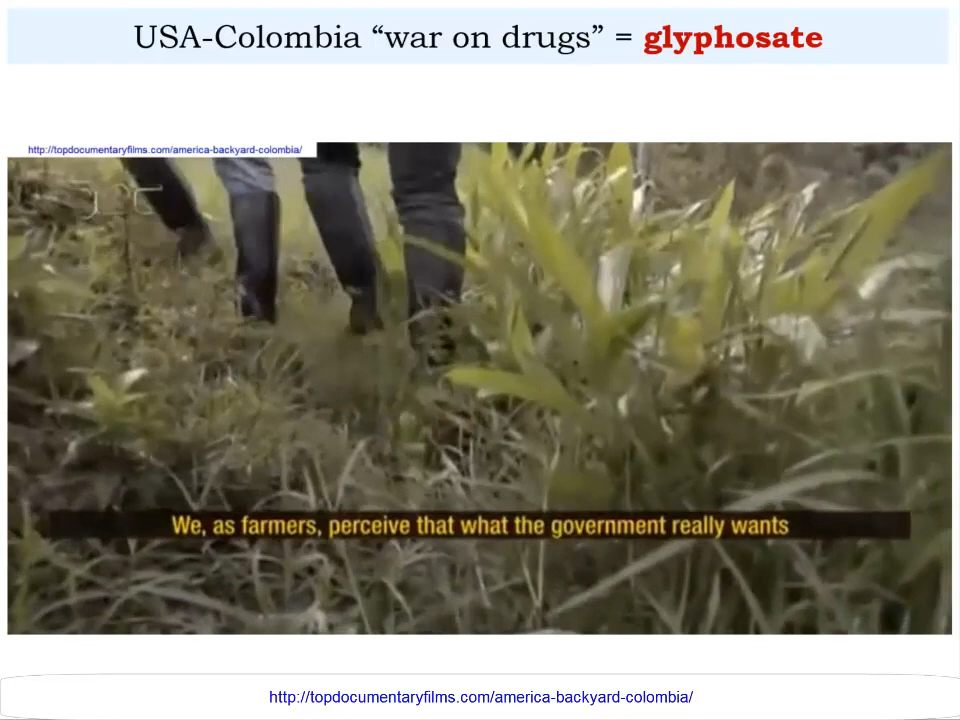 USA-Colombia “war on drugs” = glyphosate
http://topdocumentaryfilms.com/america-backyard-colombia/
We, as farmers, perceive that what the government really wants
http://topdocumentaryfilms.com/america-backyard-colombia/